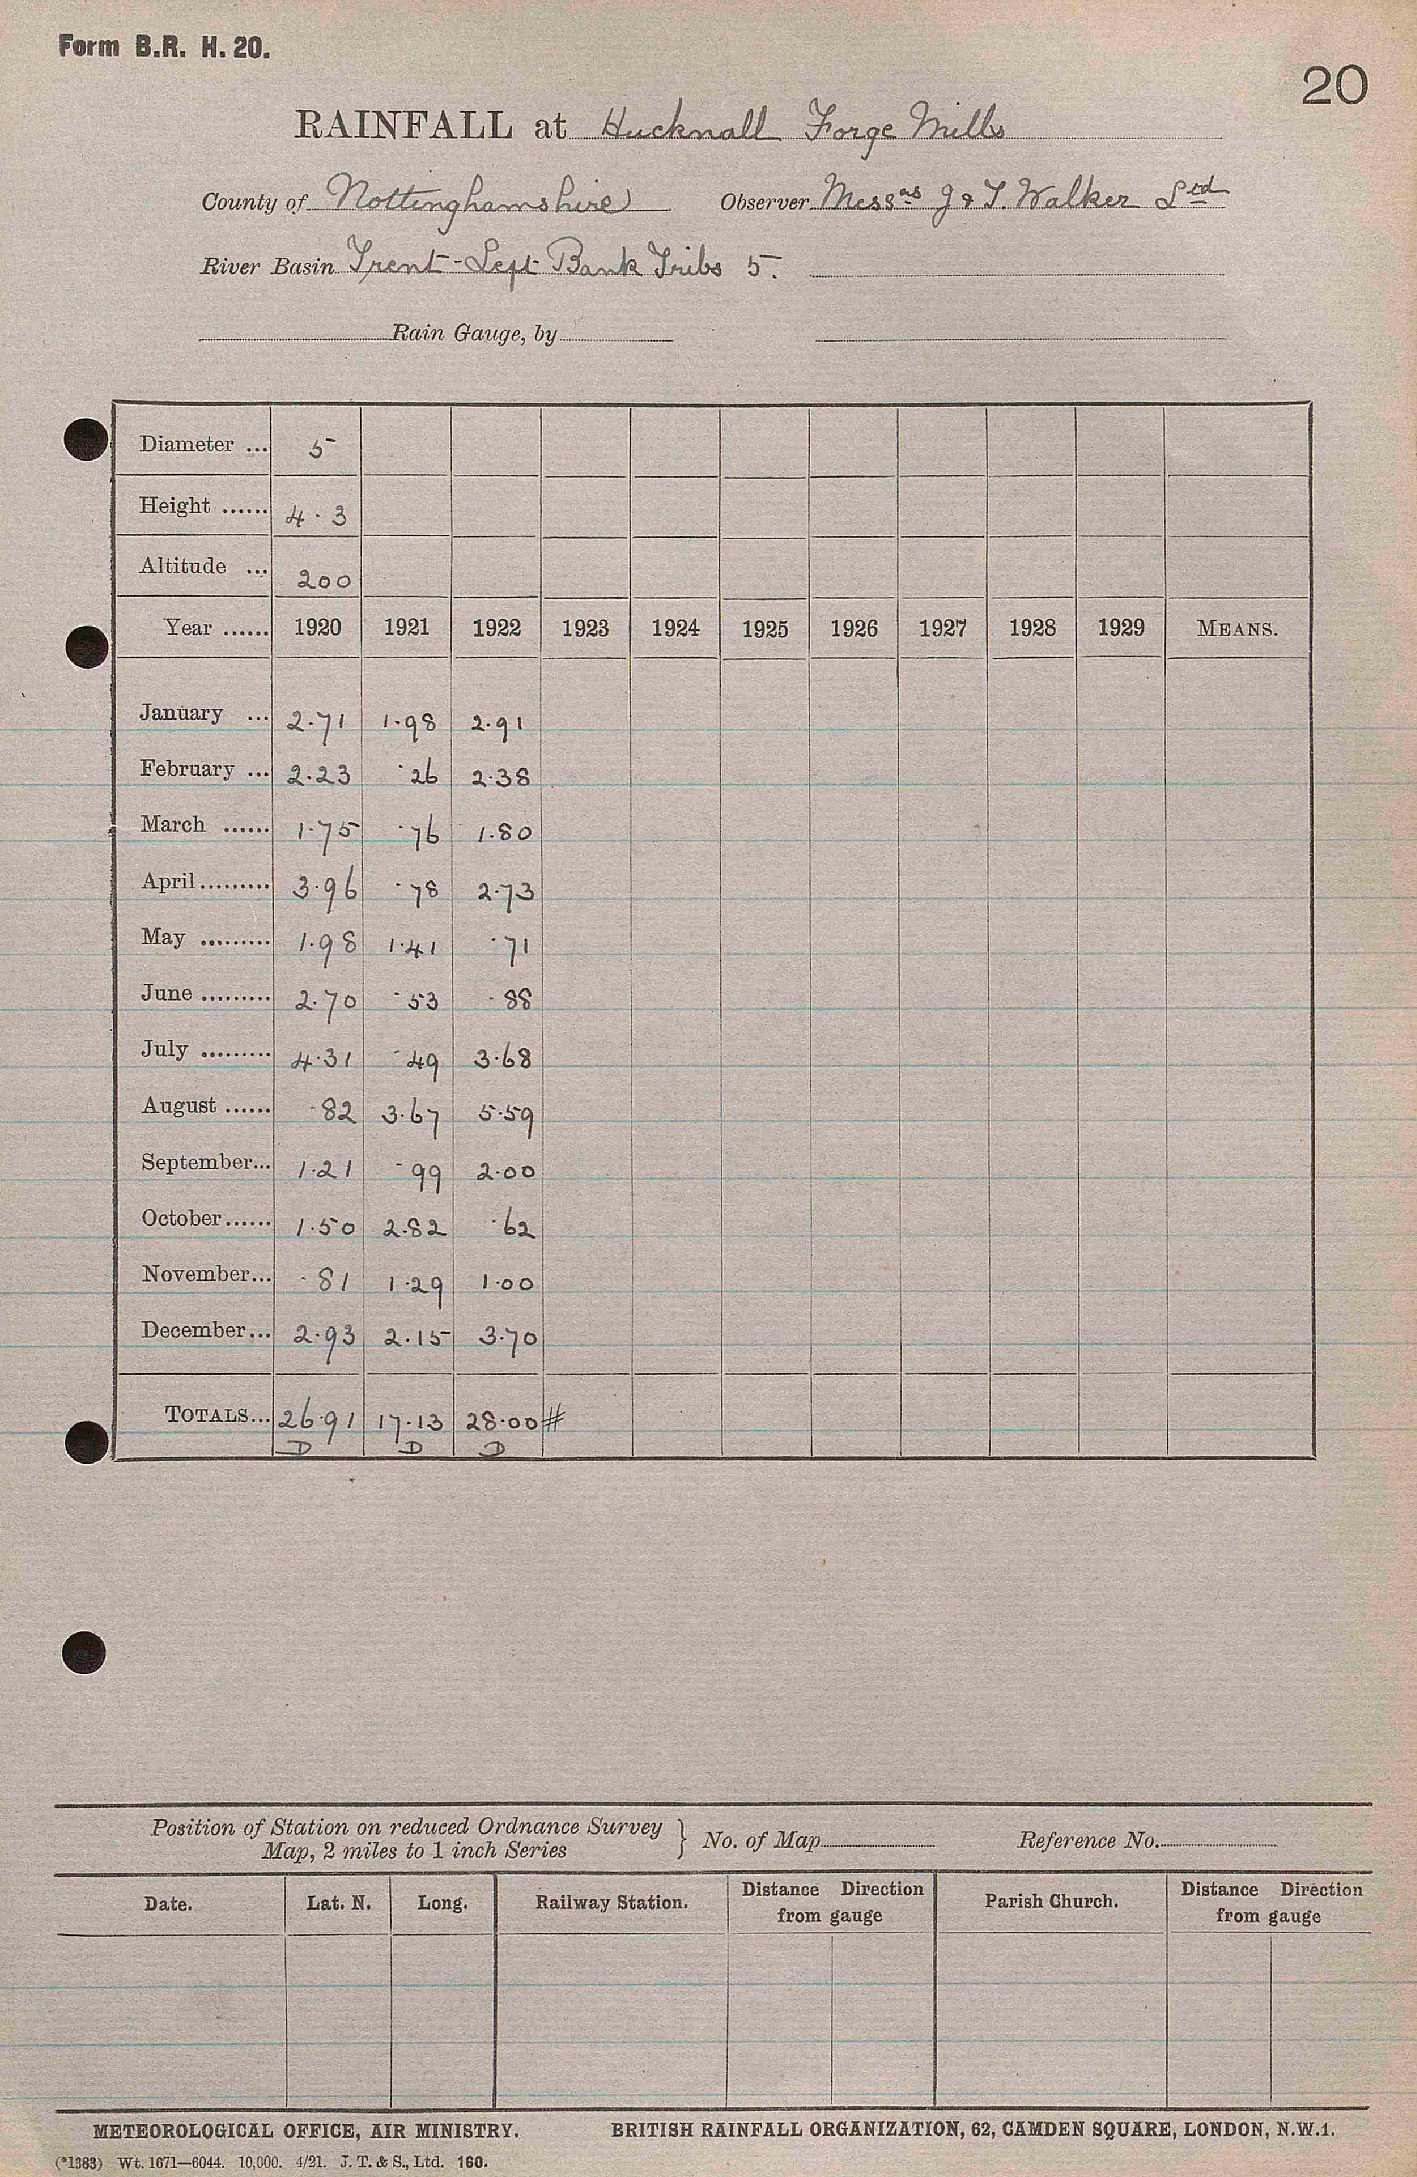 Form B.R. H. 20.
20
RAINFALL at Hucknall Forge Mills
County of Nottinghamshire Observer Messrs J & T. Walker Ltd
River Basin Trent - Left Bank Tribs 5.
Rain Gauge, by
Diameter ... 5
Height ...... 4.3
Altitude ... 200
Year ...... 1920 1921 1922 1923 1924 1925 1926 1927 1928 1929 MEANS.
January ... 2.71 1.98 2.91
February ... 2.23 .26 2.38
March ...... 1.75 .76 1.80
April ......... 3.96 .78 2.73
May ......... 1.98 1.41 .71
June ......... 2.70 .53 .88
July ......... 4.31 .49 3.68
August ...... .82 3.67 5.59
September... 1.21 .99 2.00
October ...... 1.50 2.82 .62
November... .81 1.29 1.00
December... 2.93 2.15 3.70
TOTALS... 26.91 17.13 28.00 #
D D D
Position of Station on reduced Ordnance Survey
Map, 2 miles to 1 inch Series } No. of Map Reference No.
Date. Lat. N. Long. Railway Station. Distance Direction from gauge Parish Church. Distance Direction from gauge
METEOROLOGICAL OFFICE, AIR MINISTRY. BRITISH RAINFALL ORGANIZATION, 62, CAMDEN SQUARE, LONDON, N.W.1.
(*1383) Wt. 1671—6044. 10,000. 4/21. J. T. & S., Ltd. 160.